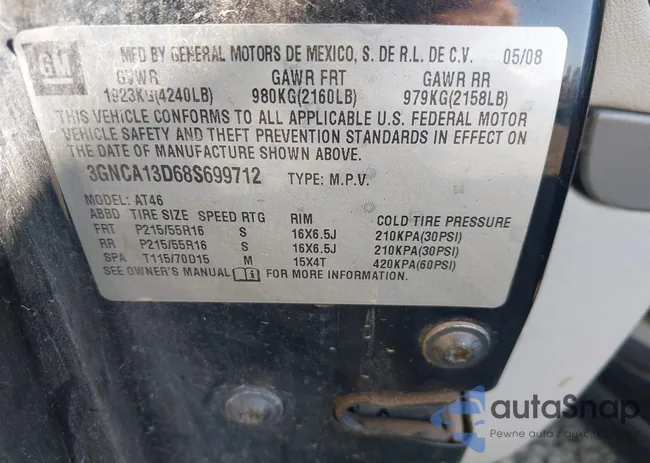 GM MFD BY GENERAL MOTORS DE MEXICO, S. DE R.L. DE C.V. 05/08
GVWR GAWR FRT GAWR RR
1923KG(4240LB) 980KG(2160LB) 979KG(2158LB)
THIS VEHICLE CONFORMS TO ALL APPLICABLE U.S. FEDERAL MOTOR
VEHICLE SAFETY AND THEFT PREVENTION STANDARDS IN EFFECT ON
THE DATE OF MANUFACTURE SHOWN ABOVE.
3GNCA13D68S699712 TYPE: M.P.V.
MODEL: AT46
ABBD TIRE SIZE SPEED RTG RIM COLD TIRE PRESSURE
FRT P215/55R16 S 16X6.5J 210KPA(30PSI)
RR P215/55R16 S 16X6.5J 210KPA(30PSI)
SPA T115/70D15 M 15X4T 420KPA(60PSI)
SEE OWNER'S MANUAL FOR MORE INFORMATION
autaSnap
Pewne auto z aukcji